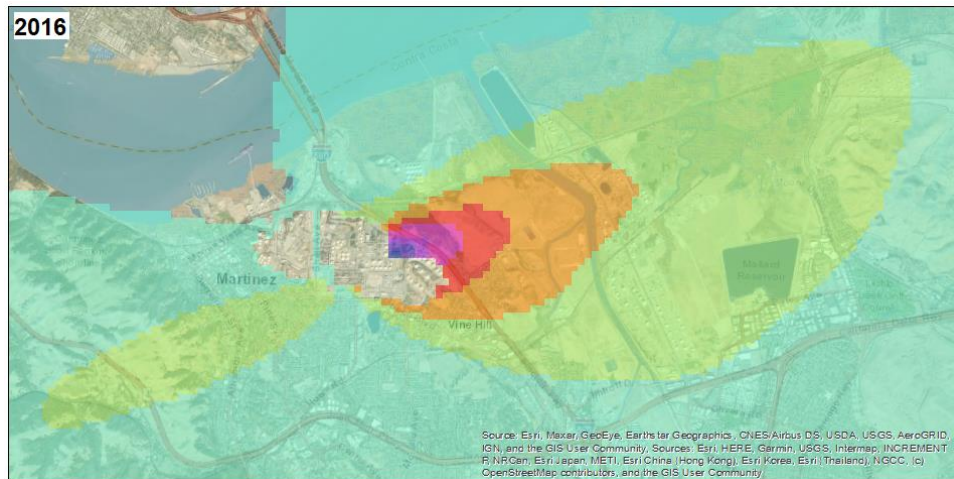 2016
Martinez
Vine Hill
Mallard
Reservoir
Source: Esri, Maxar, GeoEye, Earthstar Geographics, CNES/Airbus DS, USDA, USGS, AeroGRID,
IGN, and the GIS User Community, Sources: Esri, HERE, Garmin, USGS, Intermap, INCREMENT
P, NRCan, Esri Japan, METI, Esri China (Hong Kong), Esri Korea, Esri (Thailand), NGCC, (c)
OpenStreetMap contributors, and the GIS User Community